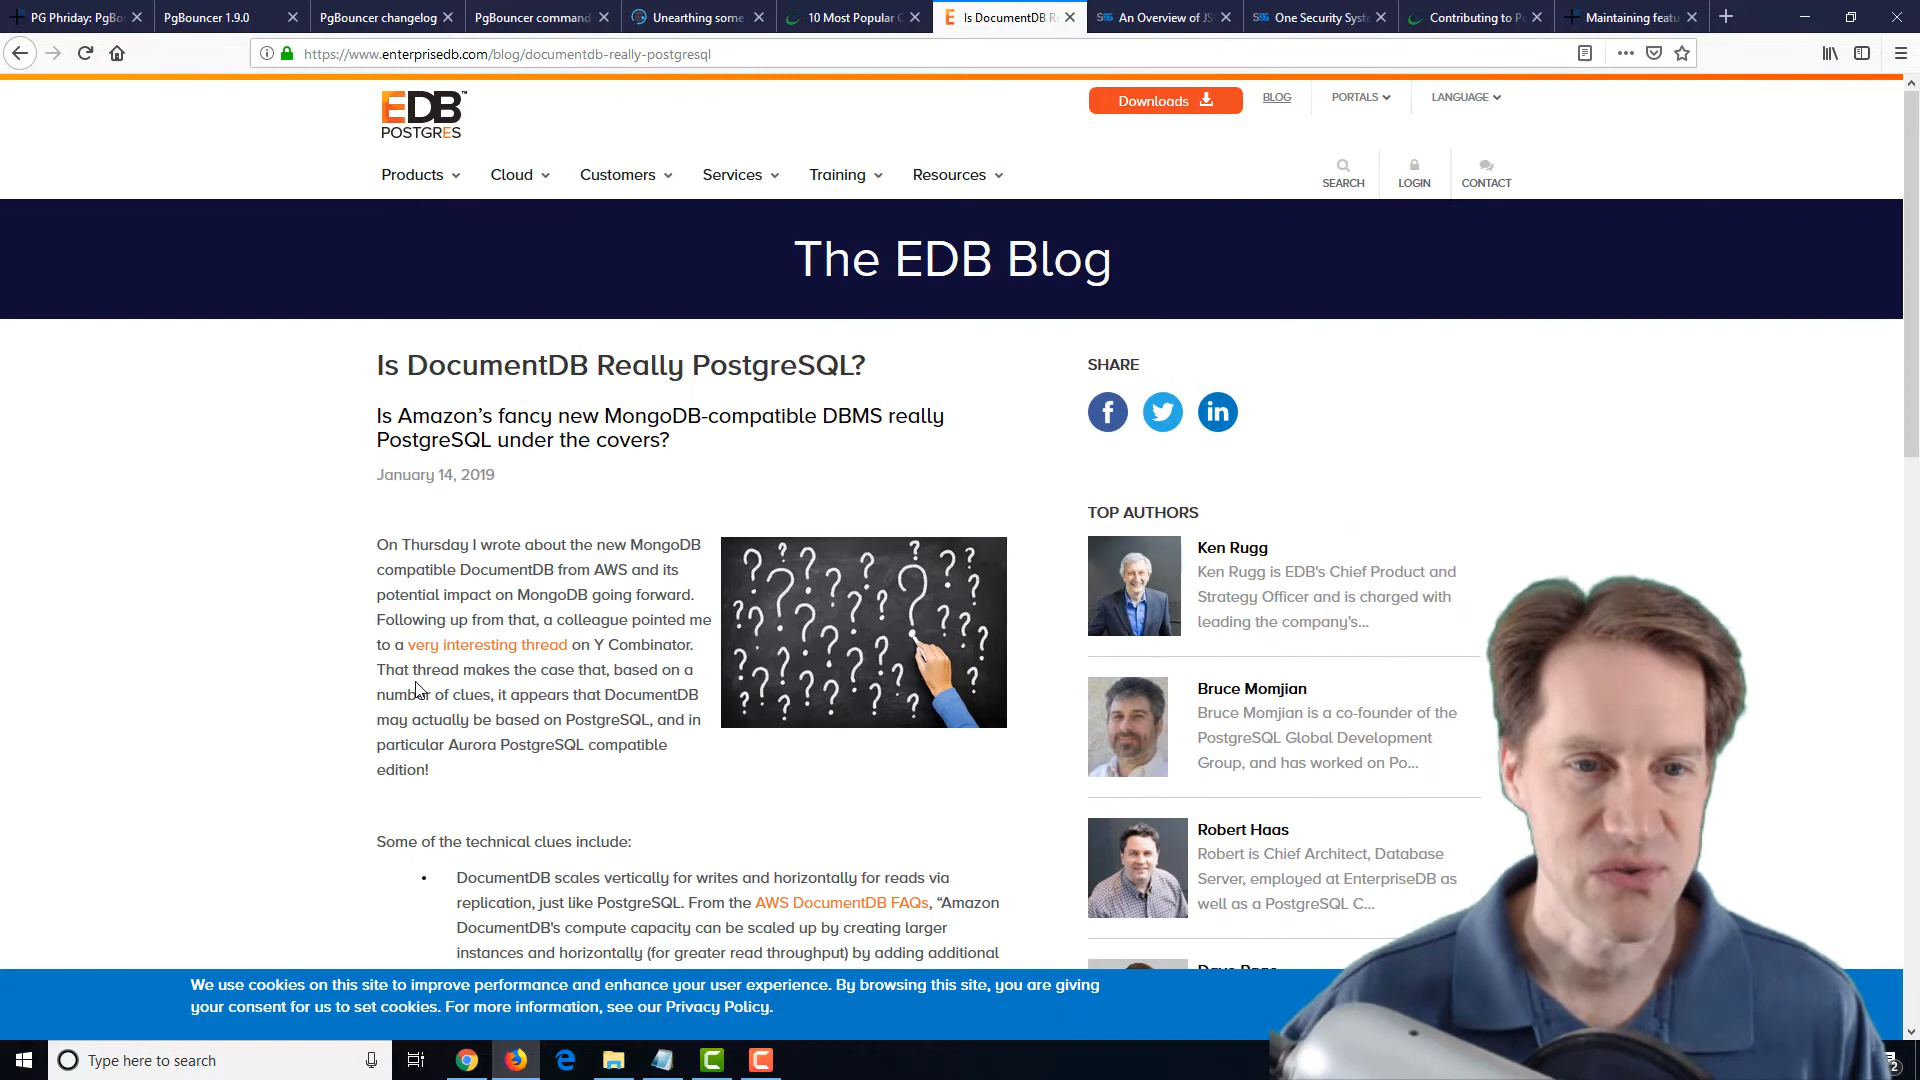 PG Phriday: PgBo
PgBouncer 1.9.0
PgBouncer changelog
PgBouncer command
Unearthing some
10 Most Popular
Is DocumentDB R
An Overview of JS
One Security Syst
Contributing to P
Maintaining featu
https://www.enterprisedb.com/blog/documentdb-really-postgresql
EDB™
POSTGRES
Downloads
BLOG
PORTALS
LANGUAGE
Products
Cloud
Customers
Services
Training
Resources
SEARCH
LOGIN
CONTACT
The EDB Blog
Is DocumentDB Really PostgreSQL?
Is Amazon’s fancy new MongoDB-compatible DBMS really
PostgreSQL under the covers?
January 14, 2019
On Thursday I wrote about the new MongoDB
compatible DocumentDB from AWS and its
potential impact on MongoDB going forward.
Following up from that, a colleague pointed me
to a very interesting thread on Y Combinator.
That thread makes the case that, based on a
number of clues, it appears that DocumentDB
may actually be based on PostgreSQL, and in
particular Aurora PostgreSQL compatible
edition!
Some of the technical clues include:
• DocumentDB scales vertically for writes and horizontally for reads via
replication, just like PostgreSQL. From the AWS DocumentDB FAQs, “Amazon
DocumentDB's compute capacity can be scaled up by creating larger
instances and horizontally (for greater read throughput) by adding additional
SHARE
TOP AUTHORS
Ken Rugg
Ken Rugg is EDB's Chief Product and
Strategy Officer and is charged with
leading the company's...
Bruce Momjian
Bruce Momjian is a co-founder of the
PostgreSQL Global Development
Group, and has worked on Po...
Robert Haas
Robert is Chief Architect, Database
Server, employed at EnterpriseDB as
well as a PostgreSQL C...
We use cookies on this site to improve performance and enhance your user experience. By browsing this site, you are giving
your consent for us to set cookies. For more information, see our Privacy Policy.
Type here to search
2